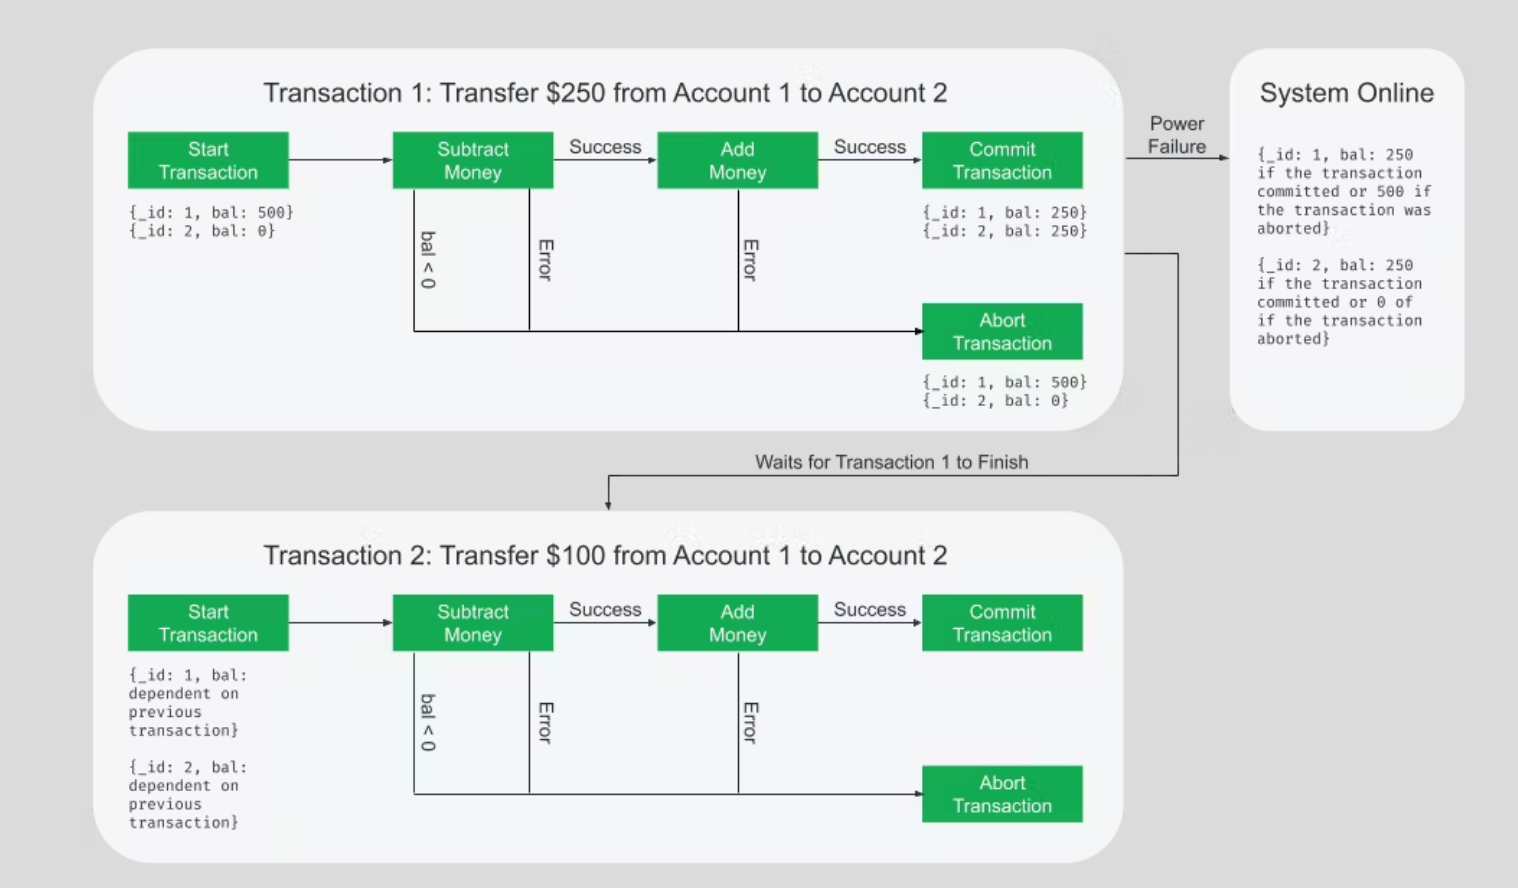 Transaction 1: Transfer $250 from Account 1 to Account 2
Start
Transaction
Subtract
Money
Success
Add
Money
Success
Commit
Transaction
{_id: 1, bal: 500}
{_id: 2, bal: 0}
{_id: 1, bal: 250}
{_id: 2, bal: 250}
bal < 0
Error
Error
Abort
Transaction
{_id: 1, bal: 500}
{_id: 2, bal: 0}
Power
Failure
System Online
{_id: 1, bal: 250
if the transaction
committed or 500 if
the transaction was
aborted}
{_id: 2, bal: 250
if the transaction
committed or 0 of
if the transaction
aborted}
Waits for Transaction 1 to Finish
Transaction 2: Transfer $100 from Account 1 to Account 2
Start
Transaction
Subtract
Money
Success
Add
Money
Success
Commit
Transaction
{_id: 1, bal:
dependent on
previous
transaction}
{_id: 2, bal:
dependent on
previous
transaction}
bal < 0
Error
Error
Abort
Transaction